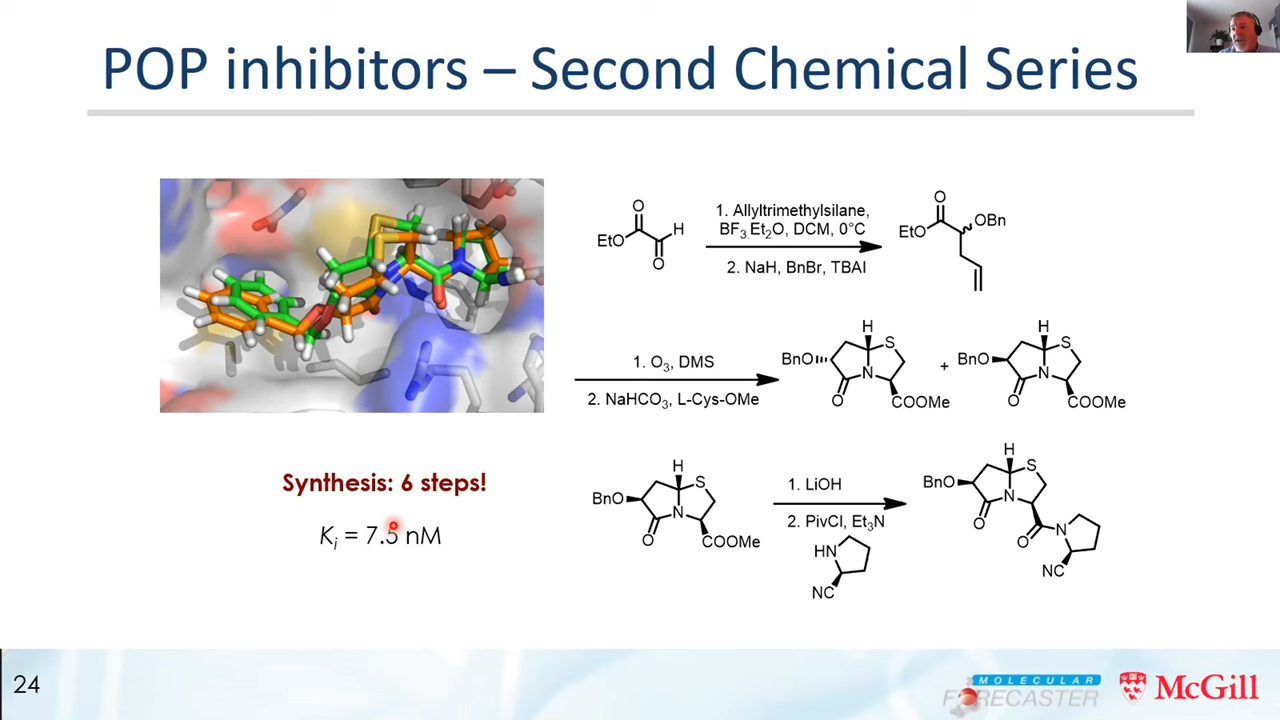 POP inhibitors – Second Chemical Series
O
EtO
H
O
1. Allyltrimethylsilane,
BF3.Et2O, DCM, 0°C
2. NaH, BnBr, TBAI
O
EtO
OBn
1. O3, DMS
2. NaHCO3, L-Cys-OMe
H
BnO
S
N
O
COOMe
+
H
BnO
S
N
O
COOMe
Synthesis: 6 steps!
Ki = 7.5 nM
H
BnO
S
N
O
COOMe
1. LiOH
2. PivCl, Et3N
HN
NC
H
BnO
S
N
O
O
N
NC
24
MOLECULAR
FORECASTER
McGill